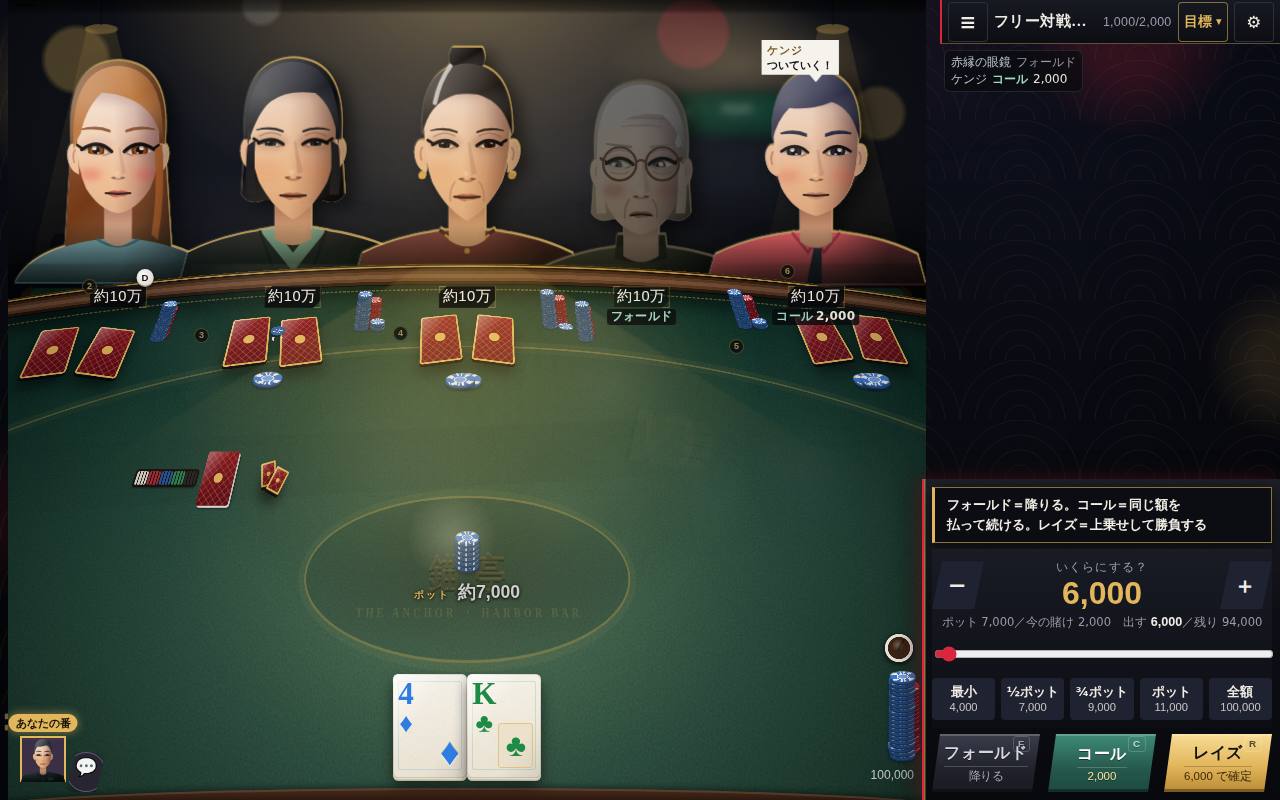 フリー対戦…
1,000/2,000
目標▼
赤縁の眼鏡 フォールド
ケンジ コール 2,000
ケンジ
ついていく！
D
2
3
4
5
6
約10万
約10万
約10万
約10万
フォールド
約10万
コール 2,000
ポット 約7,000
THE ANCHOR · HARBOR BAR
4
K
あなたの番
100,000
フォールド＝降りる。コール＝同じ額を
払って続ける。レイズ＝上乗せして勝負する
いくらにする？
− 6,000 +
ポット 7,000／今の賭け 2,000 出す 6,000／残り 94,000
最小
4,000
½ポット
7,000
¾ポット
9,000
ポット
11,000
全額
100,000
フォールド F
降りる
コール C
2,000
レイズ R
6,000 で確定